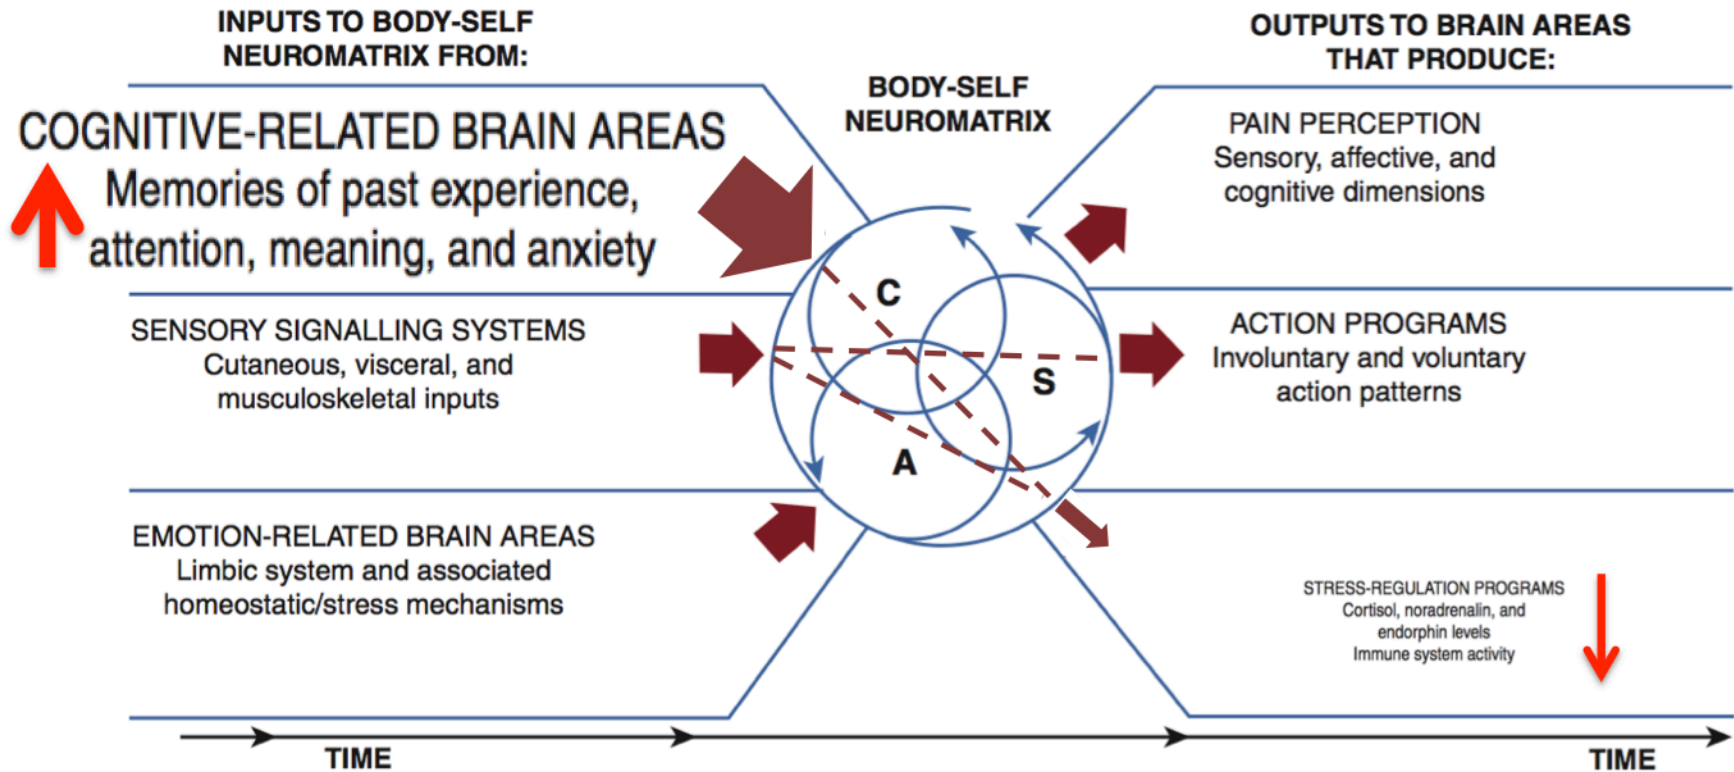 INPUTS TO BODY-SELF
NEUROMATRIX FROM:
COGNITIVE-RELATED BRAIN AREAS
Memories of past experience,
attention, meaning, and anxiety
SENSORY SIGNALLING SYSTEMS
Cutaneous, visceral, and
musculoskeletal inputs
EMOTION-RELATED BRAIN AREAS
Limbic system and associated
homeostatic/stress mechanisms
BODY-SELF
NEUROMATRIX
C
S
A
OUTPUTS TO BRAIN AREAS
THAT PRODUCE:
PAIN PERCEPTION
Sensory, affective, and
cognitive dimensions
ACTION PROGRAMS
Involuntary and voluntary
action patterns
STRESS-REGULATION PROGRAMS
Cortisol, noradrenalin, and
endorphin levels
Immune system activity
TIME
TIME